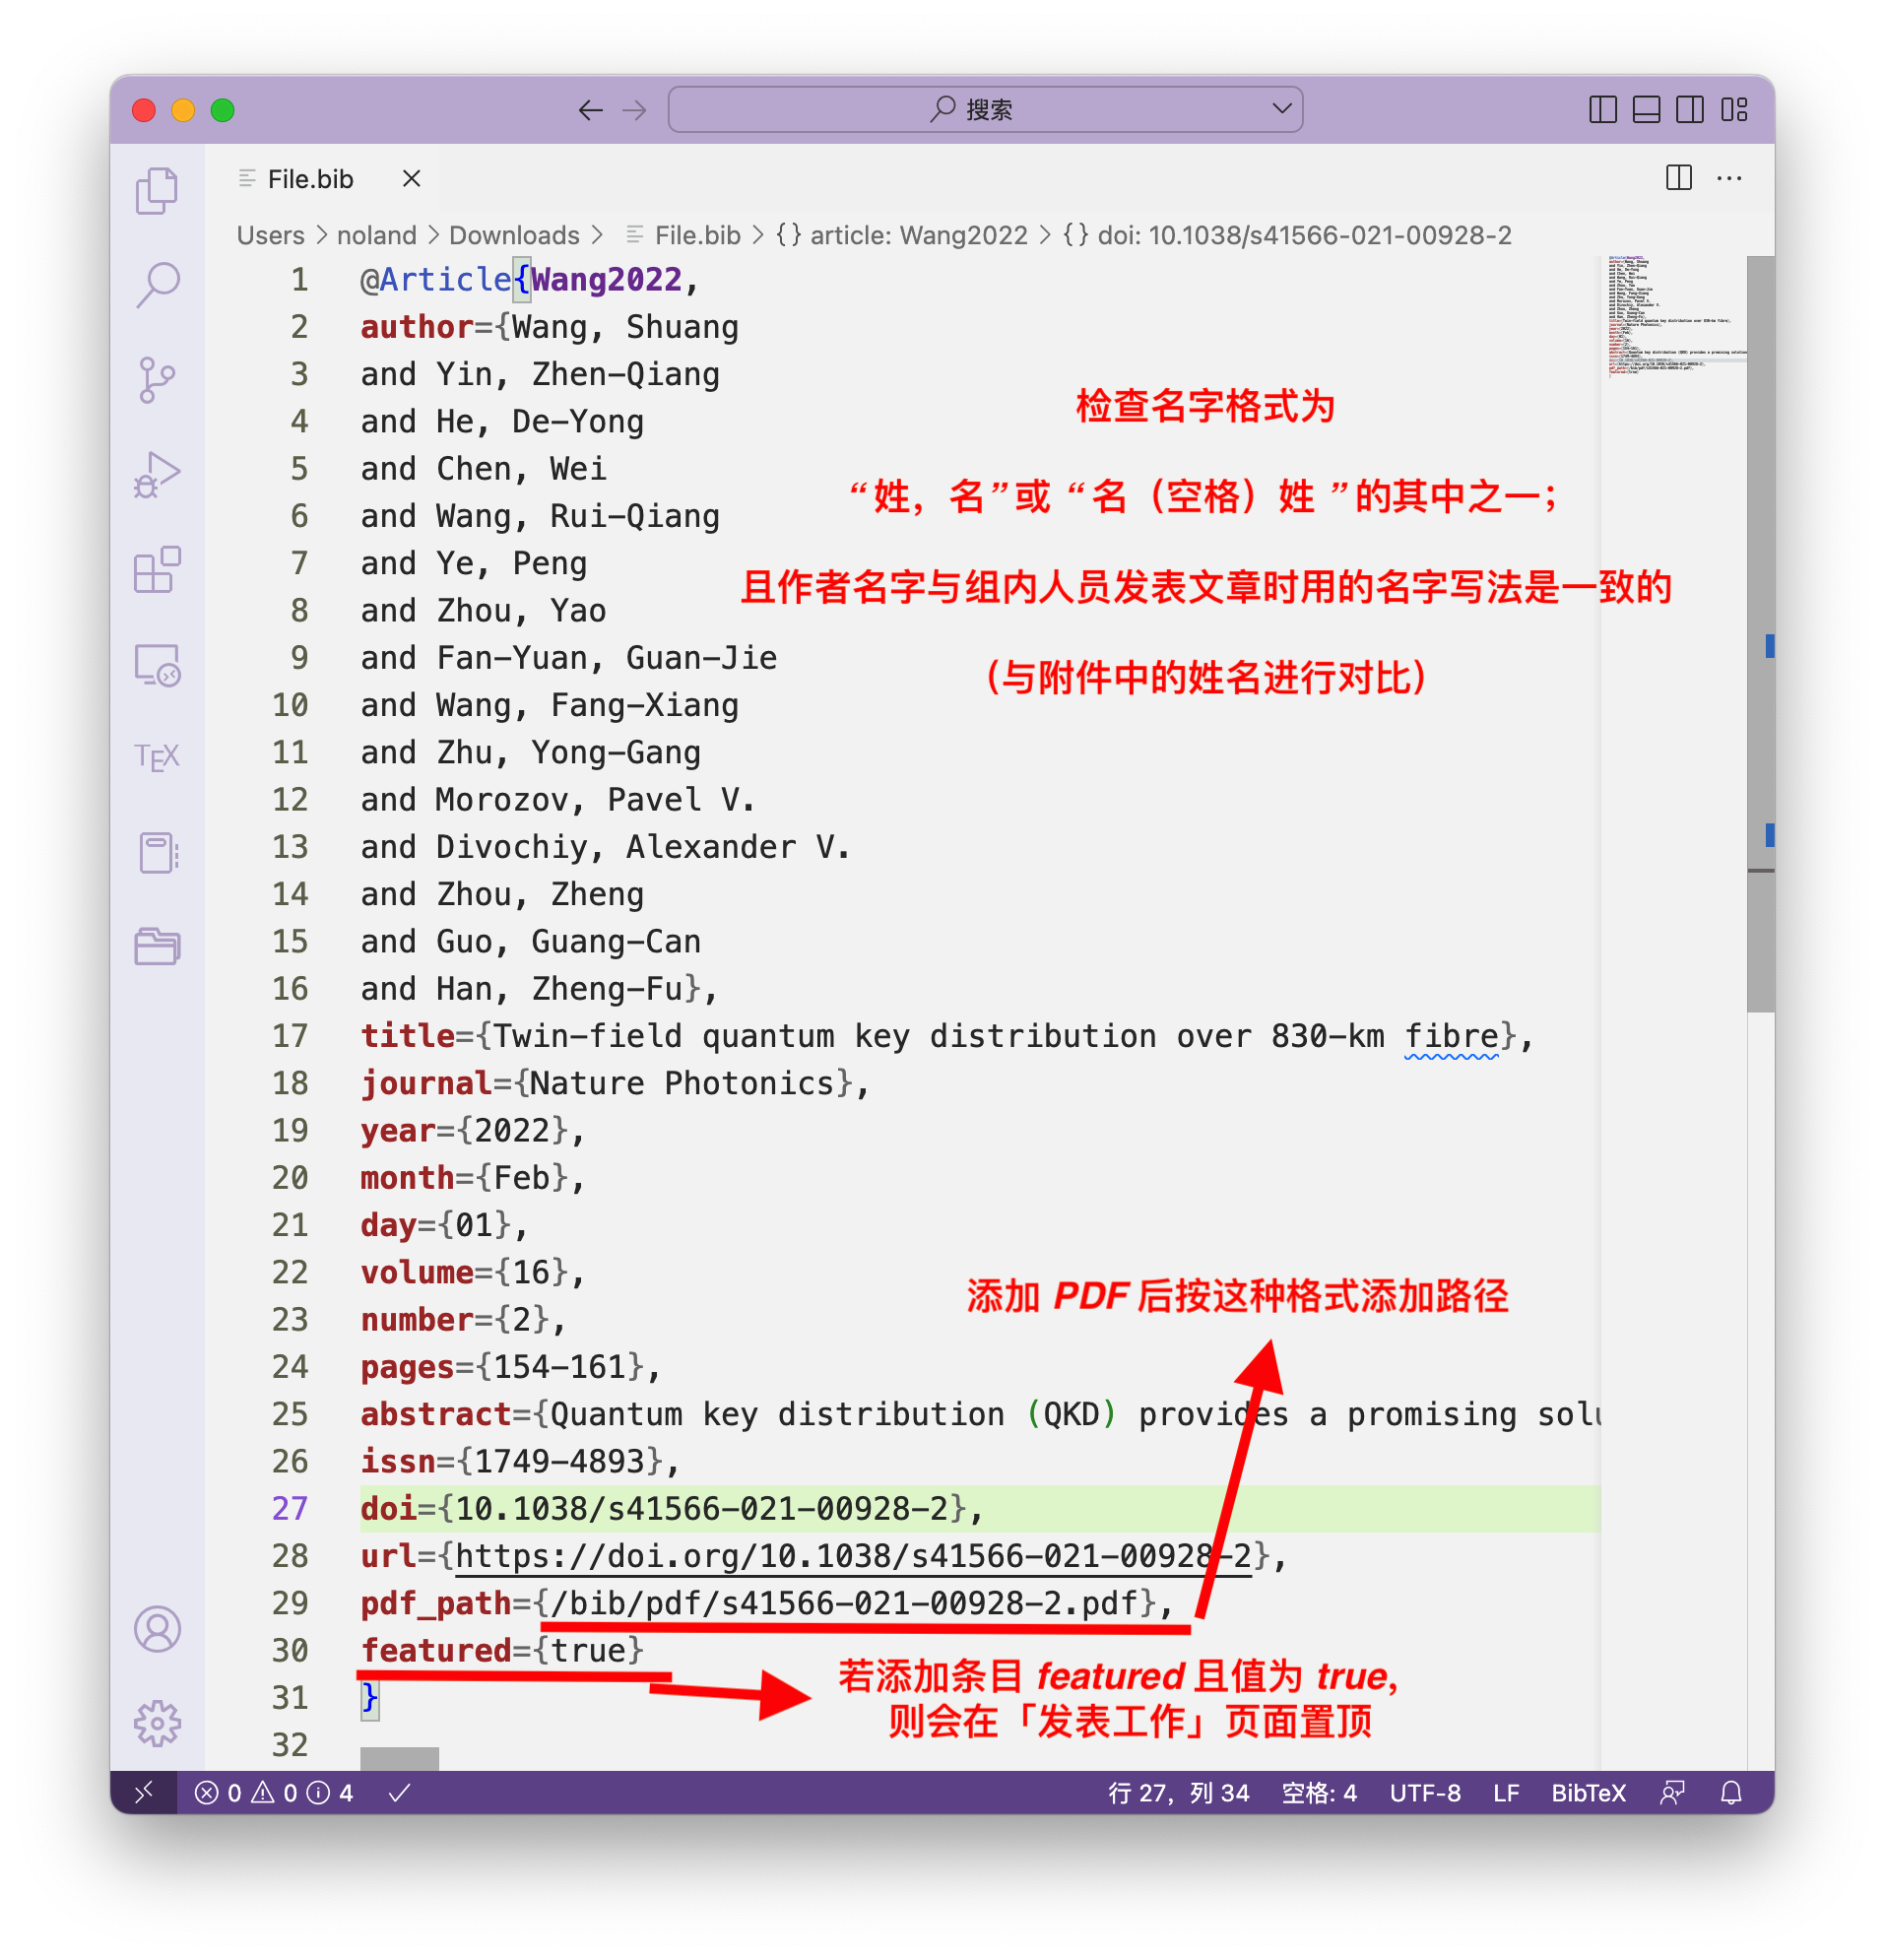 搜索
File.bib
Users > noland > Downloads > File.bib > {} article: Wang2022 > {} doi: 10.1038/s41566-021-00928-2
1 @Article{Wang2022,
2 author={Wang, Shuang
3 and Yin, Zhen-Qiang
4 and He, De-Yong
5 and Chen, Wei
6 and Wang, Rui-Qiang
7 and Ye, Peng
8 and Zhou, Yao
9 and Fan-Yuan, Guan-Jie
10 and Wang, Fang-Xiang
11 and Zhu, Yong-Gang
12 and Morozov, Pavel V.
13 and Divochiy, Alexander V.
14 and Zhou, Zheng
15 and Guo, Guang-Can
16 and Han, Zheng-Fu},
17 title={Twin-field quantum key distribution over 830-km fibre},
18 journal={Nature Photonics},
19 year={2022},
20 month={Feb},
21 day={01},
22 volume={16},
23 number={2},
24 pages={154-161},
25 abstract={Quantum key distribution (QKD) provides a promising solu
26 issn={1749-4893},
27 doi={10.1038/s41566-021-00928-2},
28 url={https://doi.org/10.1038/s41566-021-00928-2},
29 pdf_path={/bib/pdf/s41566-021-00928-2.pdf},
30 featured={true}
31 }
32
检查名字格式为
“姓，名”或“名（空格）姓 ”的其中之一；
且作者名字与组内人员发表文章时用的名字写法是一致的
（与附件中的姓名进行对比）
添加 PDF 后按这种格式添加路径
若添加条目 featured 且值为 true，
则会在「发表工作」页面置顶
TEX
0 0 4
行 27，列 34 空格: 4 UTF-8 LF BibTeX